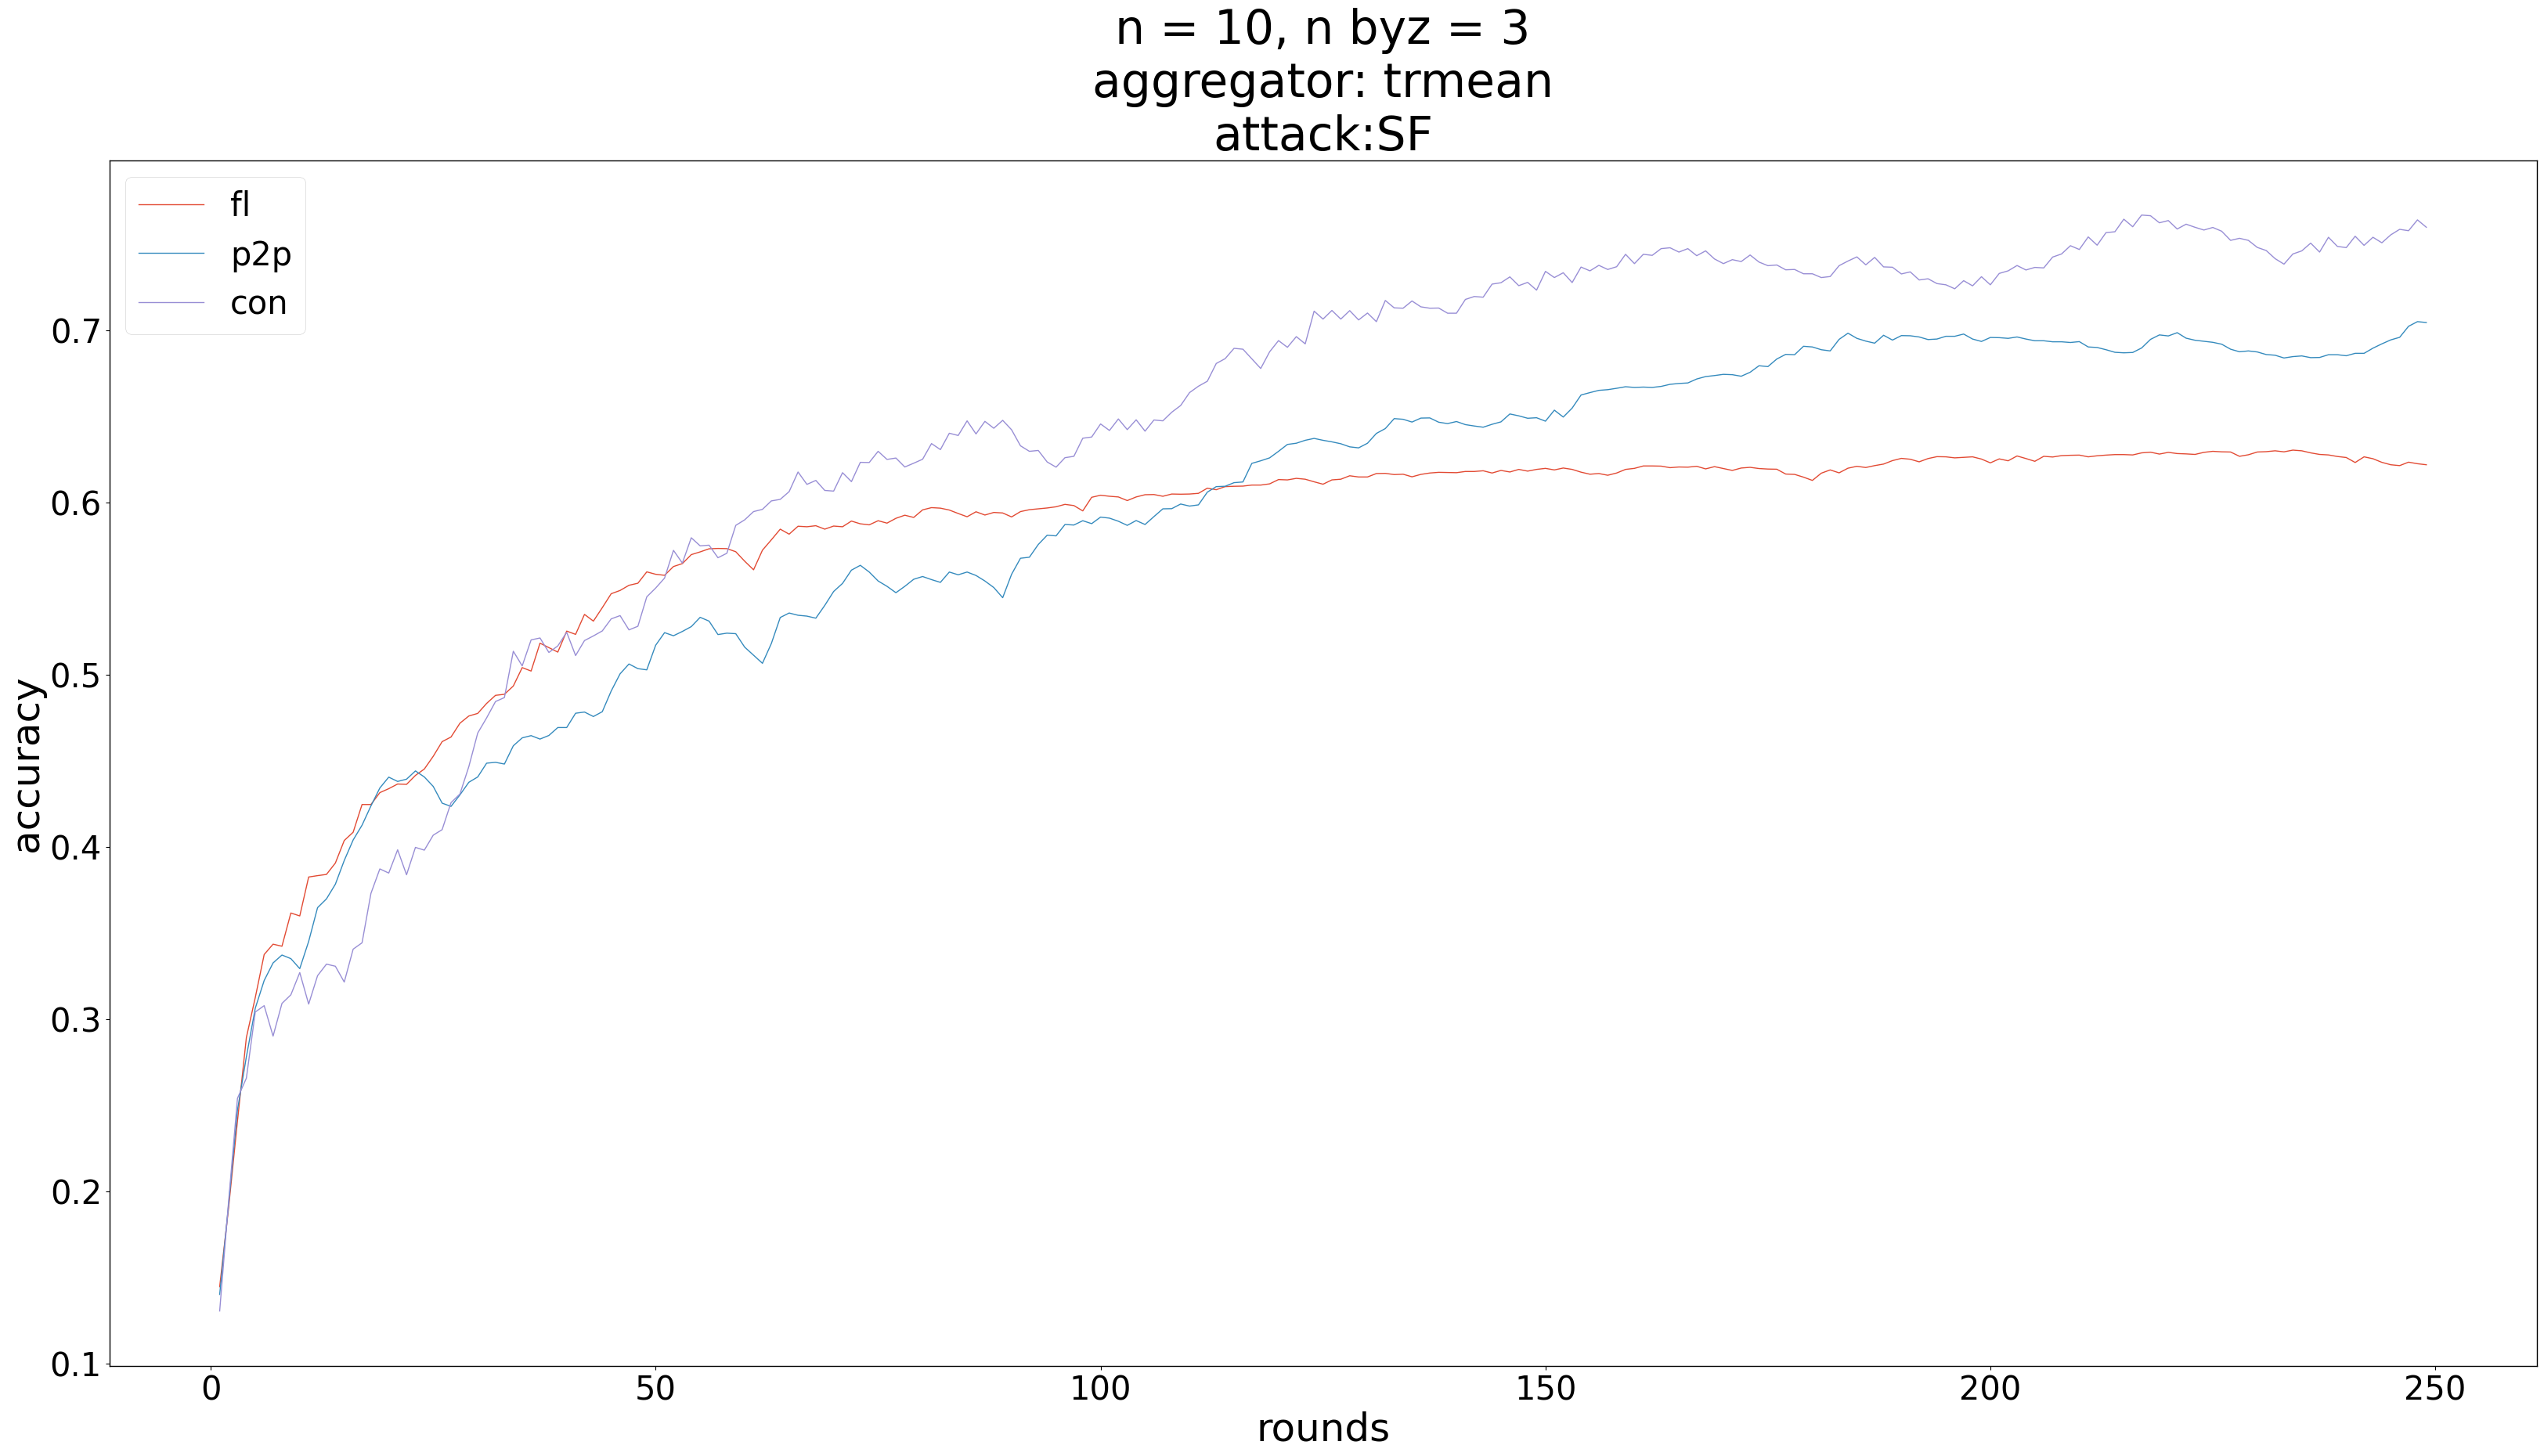 n = 10, n byz = 3
aggregator: trmean
attack:SF
fl
p2p
con
accuracy
0.7
0.6
0.5
0.4
0.3
0.2
0.1
0 50 100 150 200 250
rounds